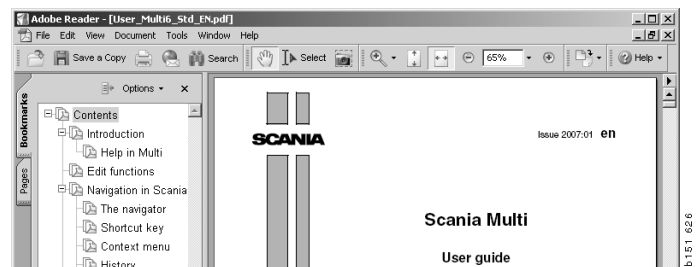 Adobe Reader - [User_Multi6_Std_EN.pdf]
File Edit View Document Tools Window Help
Save a Copy Search Select 65% Help
Bookmarks
Pages
Options
Contents
Introduction
Help in Multi
Edit functions
Navigation in Scania
The navigator
Shortcut key
Context menu
History
SCANIA
Issue 2007:01 en
Scania Multi
User guide
b151 626